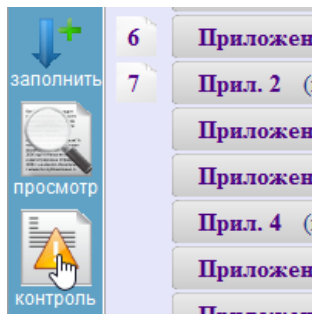 заполнить
просмотр
контроль
6 Приложен
7 Прил. 2 (
Приложен
Приложен
Прил. 4 (
Приложен